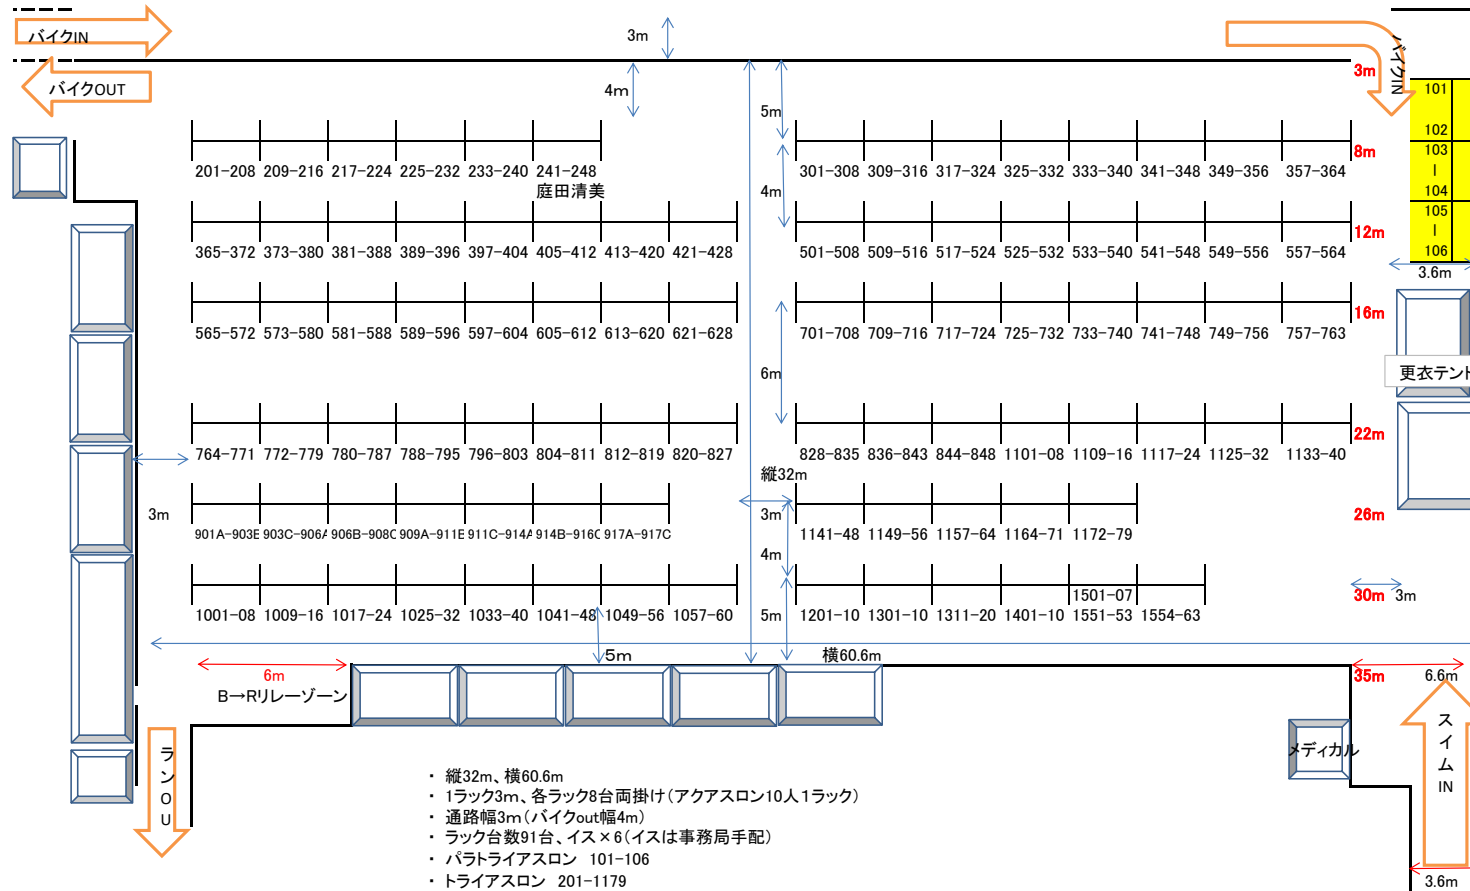 バイクIN
バイクOUT
3m
4m
5m
バイクIN
3m
101
102
103
|
104
105
|
106
3.6m
201-208 209-216 217-224 225-232 233-240 241-248
庭田清美
301-308 309-316 317-324 325-332 333-340 341-348 349-356 357-364
8m
4m
365-372 373-380 381-388 389-396 397-404 405-412 413-420 421-428
501-508 509-516 517-524 525-532 533-540 541-548 549-556 557-564
12m
565-572 573-580 581-588 589-596 597-604 605-612 613-620 621-628
701-708 709-716 717-724 725-732 733-740 741-748 749-756 757-763
16m
6m
更衣テント
764-771 772-779 780-787 788-795 796-803 804-811 812-819 820-827
828-835 836-843 844-848 1101-08 1109-16 1117-24 1125-32 1133-40
22m
縦32m
3m
901A-903E 903C-906A 906B-908C 909A-911E 911C-914A 914B-916C 917A-917C
3m
1141-48 1149-56 1157-64 1164-71 1172-79
26m
4m
1001-08 1009-16 1017-24 1025-32 1033-40 1041-48 1049-56 1057-60
5m
1501-07
1201-10 1301-10 1311-20 1401-10 1551-53 1554-63
30m 3m
5m
横60.6m
6m
B→Rリレーゾーン
35m
6.6m
メディカル
スイムIN
ランOU
3.6m
・ 縦32m、横60.6m
・ 1ラック3m、各ラック8台両掛け(アクアスロン10人1ラック)
・ 通路幅3m(バイクout幅4m)
・ ラック台数91台、イス×6(イスは事務局手配)
・ パラトライアスロン 101-106
・ トライアスロン 201-1179